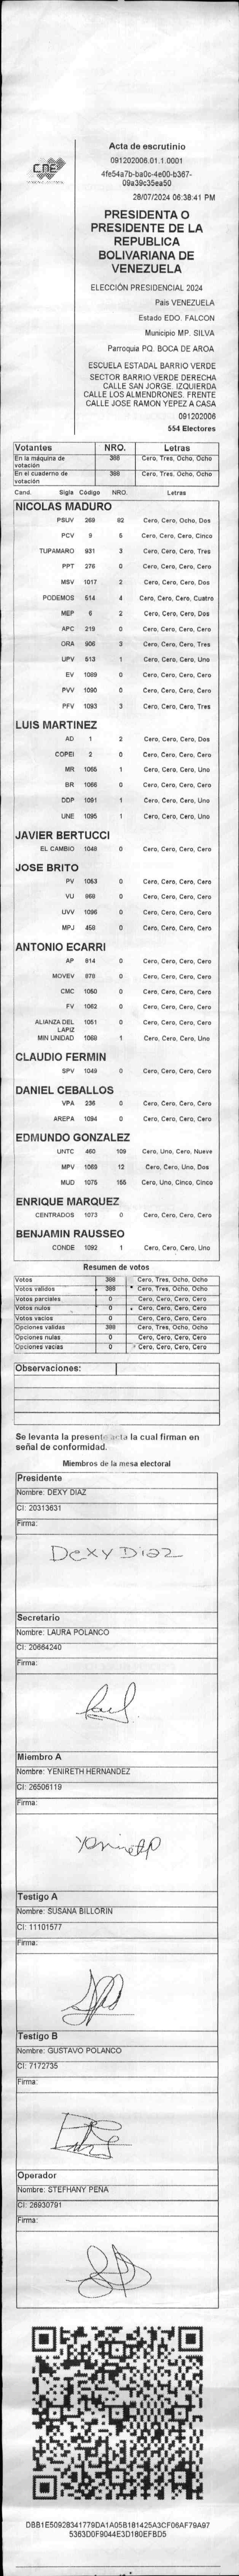 CNE
Acta de escrutinio
091202006.01.1.0001
4fe54a7b-ba0c-4e00-b367-
09a39c35ea50
28/07/2024 06:38:41 PM
PRESIDENTA O
PRESIDENTE DE LA
REPUBLICA
BOLIVARIANA DE
VENEZUELA
ELECCIÓN PRESIDENCIAL 2024
Pais VENEZUELA
Estado EDO. FALCON
Municipio MP. SILVA
Parroquia PQ. BOCA DE AROA
ESCUELA ESTADAL BARRIO VERDE
SECTOR BARRIO VERDE DERECHA
CALLE SAN JORGE. IZQUIERDA
CALLE LOS ALMENDRONES. FRENTE
CALLE JOSE RAMON YEPEZ A CASA
091202006
554 Electores
Votantes NRO. Letras
En la máquina de votación 388 Cero, Tres, Ocho, Ocho
En el cuaderno de votación 388 Cero, Tres, Ocho, Ocho
Cand. Sigla Código NRO. Letras
NICOLAS MADURO
PSUV 269 82 Cero, Cero, Ocho, Dos
PCV 9 5 Cero, Cero, Cero, Cinco
TUPAMARO 931 3 Cero, Cero, Cero, Tres
PPT 276 0 Cero, Cero, Cero, Cero
MSV 1017 2 Cero, Cero, Cero, Dos
PODEMOS 514 4 Cero, Cero, Cero, Cuatro
MEP 6 2 Cero, Cero, Cero, Dos
APC 219 0 Cero, Cero, Cero, Cero
ORA 906 3 Cero, Cero, Cero, Tres
UPV 513 1 Cero, Cero, Cero, Uno
EV 1089 0 Cero, Cero, Cero, Cero
PVV 1090 0 Cero, Cero, Cero, Cero
PFV 1093 3 Cero, Cero, Cero, Tres
LUIS MARTINEZ
AD 1 2 Cero, Cero, Cero, Dos
COPEI 2 0 Cero, Cero, Cero, Cero
MR 1065 1 Cero, Cero, Cero, Uno
BR 1066 0 Cero, Cero, Cero, Cero
DDP 1091 1 Cero, Cero, Cero, Uno
UNE 1095 1 Cero, Cero, Cero, Uno
JAVIER BERTUCCI
EL CAMBIO 1048 0 Cero, Cero, Cero, Cero
JOSE BRITO
PV 1053 0 Cero, Cero, Cero, Cero
VU 968 0 Cero, Cero, Cero, Cero
UVV 1096 0 Cero, Cero, Cero, Cero
MPJ 458 0 Cero, Cero, Cero, Cero
ANTONIO ECARRI
AP 914 0 Cero, Cero, Cero, Cero
MOVEV 878 0 Cero, Cero, Cero, Cero
CMC 1050 0 Cero, Cero, Cero, Cero
FV 1062 0 Cero, Cero, Cero, Cero
ALIANZA DEL LAPIZ 1051 0 Cero, Cero, Cero, Cero
MIN UNIDAD 1069 1 Cero, Cero, Cero, Uno
CLAUDIO FERMIN
SPV 1049 0 Cero, Cero, Cero, Cero
DANIEL CEBALLOS
VPA 236 0 Cero, Cero, Cero, Cero
AREPA 1094 0 Cero, Cero, Cero, Cero
EDMUNDO GONZALEZ
UNTC 460 109 Cero, Uno, Cero, Nueve
MPV 1069 12 Cero, Cero, Uno, Dos
MUD 1075 155 Cero, Uno, Cinco, Cinco
ENRIQUE MARQUEZ
CENTRADOS 1073 0 Cero, Cero, Cero, Cero
BENJAMIN RAUSSEO
CONDE 1092 1 Cero, Cero, Cero, Uno
Resumen de votos
Votos 388 Cero, Tres, Ocho, Ocho
Votos validos 388 Cero, Tres, Ocho, Ocho
Votos parciales 0 Cero, Cero, Cero, Cero
Votos nulos 0 Cero, Cero, Cero, Cero
Votos vacios 0 Cero, Cero, Cero, Cero
Opciones validas 388 Cero, Tres, Ocho, Ocho
Opciones nulas 0 Cero, Cero, Cero, Cero
Opciones vacias 0 Cero, Cero, Cero, Cero
Observaciones:
Se levanta la presente acta la cual firman en
señal de conformidad.
Miembros de la mesa electoral
Presidente
Nombre: DEXY DIAZ
CI: 20313631
Firma:
Dexy Diaz
Secretario
Nombre: LAURA POLANCO
CI: 20664240
Firma:
Miembro A
Nombre: YENIRETH HERNANDEZ
CI: 26506119
Firma:
Testigo A
Nombre: SUSANA BILLORIN
CI: 11101577
Firma:
Testigo B
Nombre: GUSTAVO POLANCO
CI: 7172735
Firma:
Operador
Nombre: STEFHANY PEÑA
CI: 26930791
Firma:
DBB1E50928341779DA1A05B181425A3CF06AF79A97
5363D0F9044E3D180EFBD5